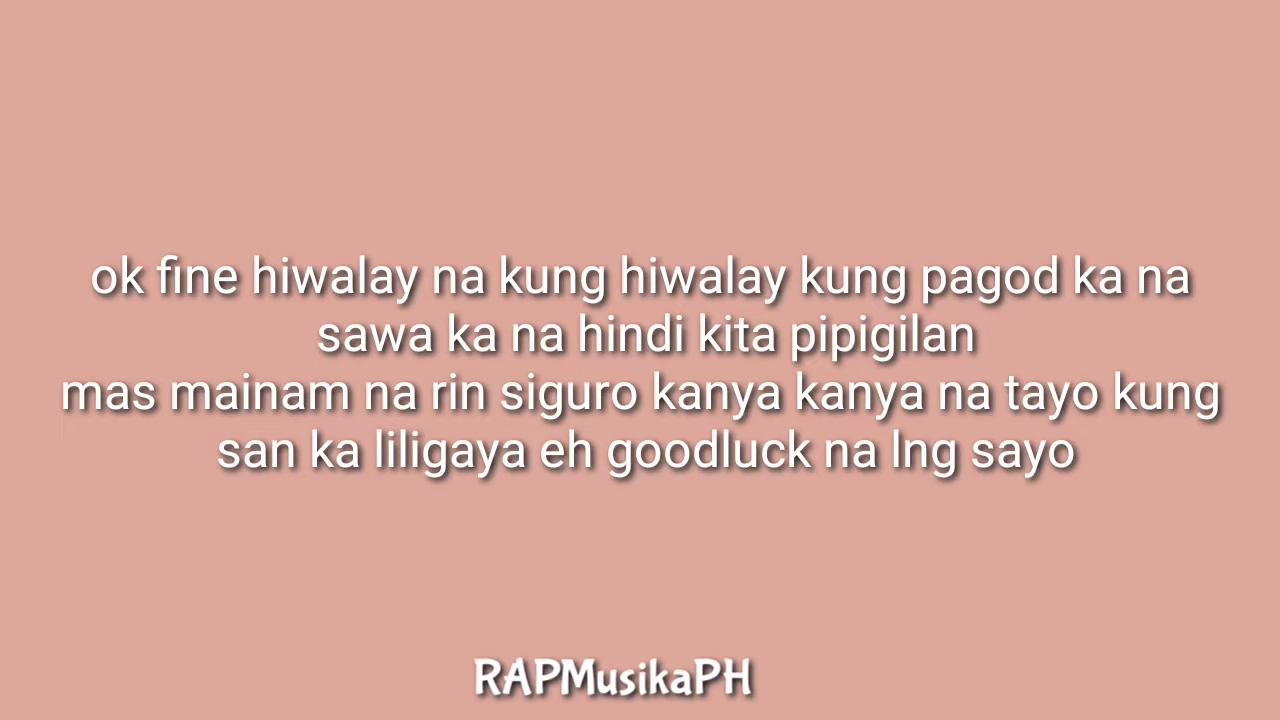 ok fine hiwalay na kung hiwalay kung pagod ka na
sawa ka na hindi kita pipigilan
mas mainam na rin siguro kanya kanya na tayo kung
san ka liligaya eh goodluck na lng sayo
RAPMusikaPH